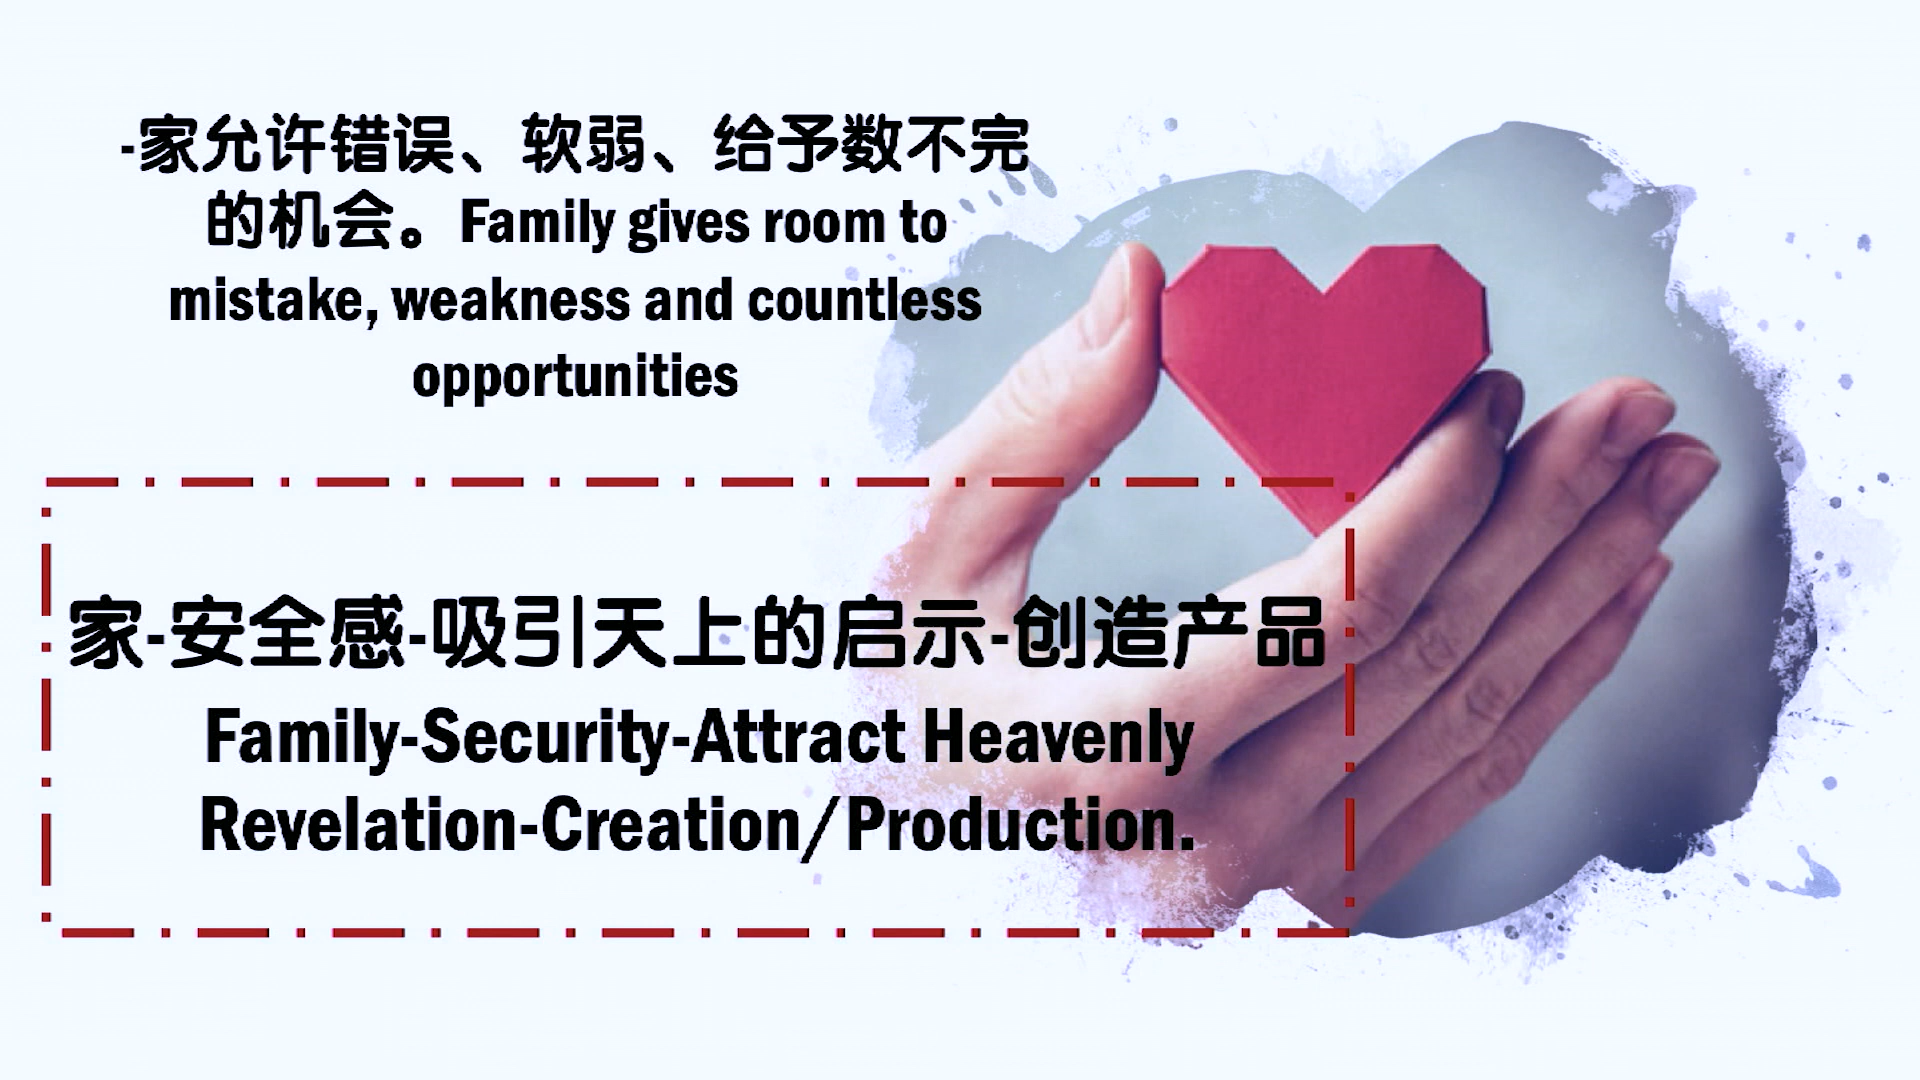 -家允许错误、软弱、给予数不完
的机会。Family gives room to
mistake, weakness and countless
opportunities
家-安全感-吸引天上的启示-创造产品
Family-Security-Attract Heavenly
Revelation-Creation/Production.